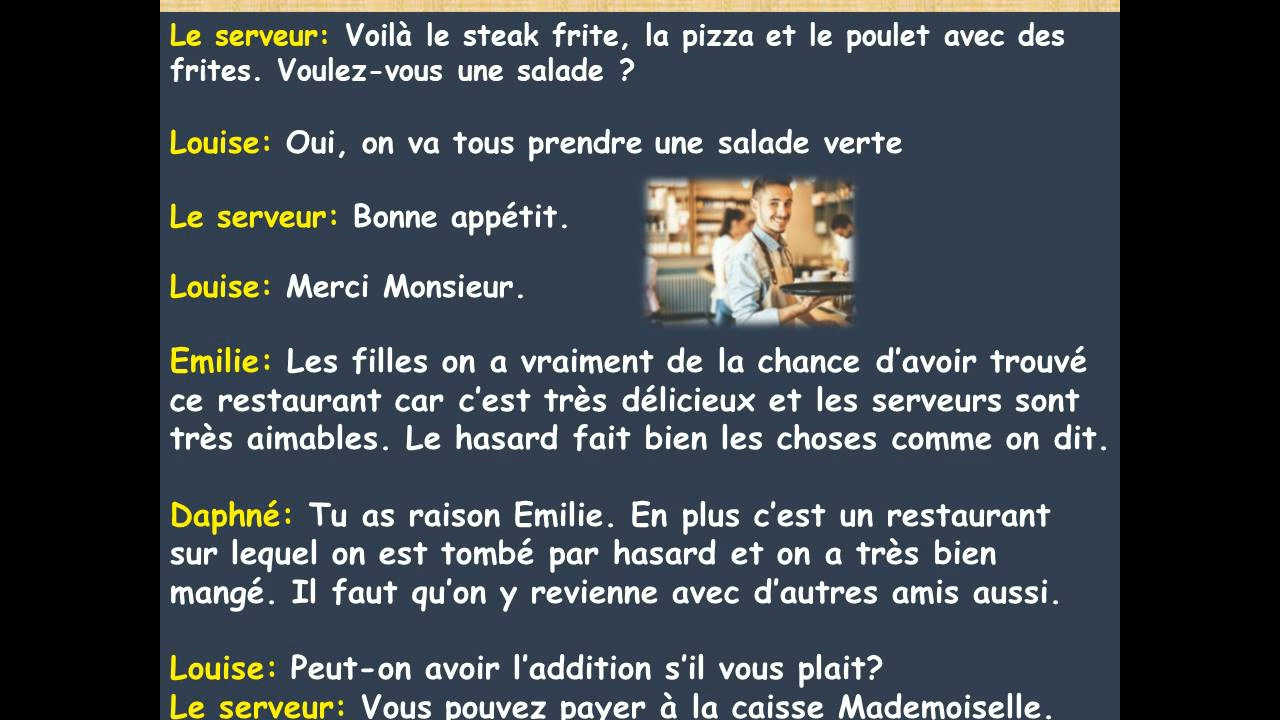 Le serveur: Voilà le steak frite, la pizza et le poulet avec des
frites. Voulez-vous une salade ?
Louise: Oui, on va tous prendre une salade verte
Le serveur: Bonne appétit.
Louise: Merci Monsieur.
Emilie: Les filles on a vraiment de la chance d’avoir trouvé
ce restaurant car c’est très délicieux et les serveurs sont
très aimables. Le hasard fait bien les choses comme on dit.
Daphné: Tu as raison Emilie. En plus c’est un restaurant
sur lequel on est tombé par hasard et on a très bien
mangé. Il faut qu’on y revienne avec d’autres amis aussi.
Louise: Peut-on avoir l’addition s’il vous plait?
Le serveur: Vous pouvez payer à la caisse Mademoiselle.